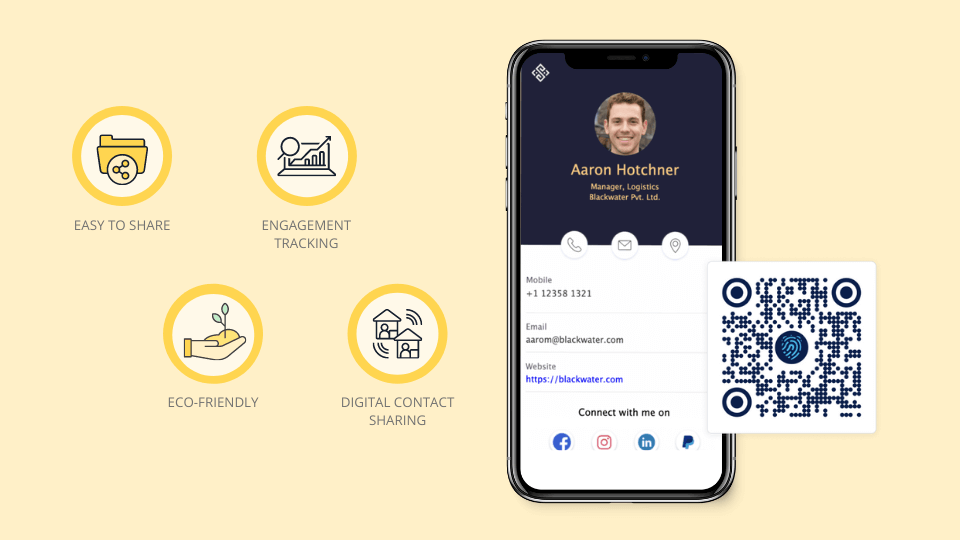 EASY TO SHARE
ENGAGEMENT
TRACKING
ECO-FRIENDLY
DIGITAL CONTACT
SHARING
Aaron Hotchner
Manager, Logistics
Blackwater Pvt. Ltd.
Mobile
+1 12358 1321
Email
aarom@blackwater.com
Website
https://blackwater.com
Connect with me on